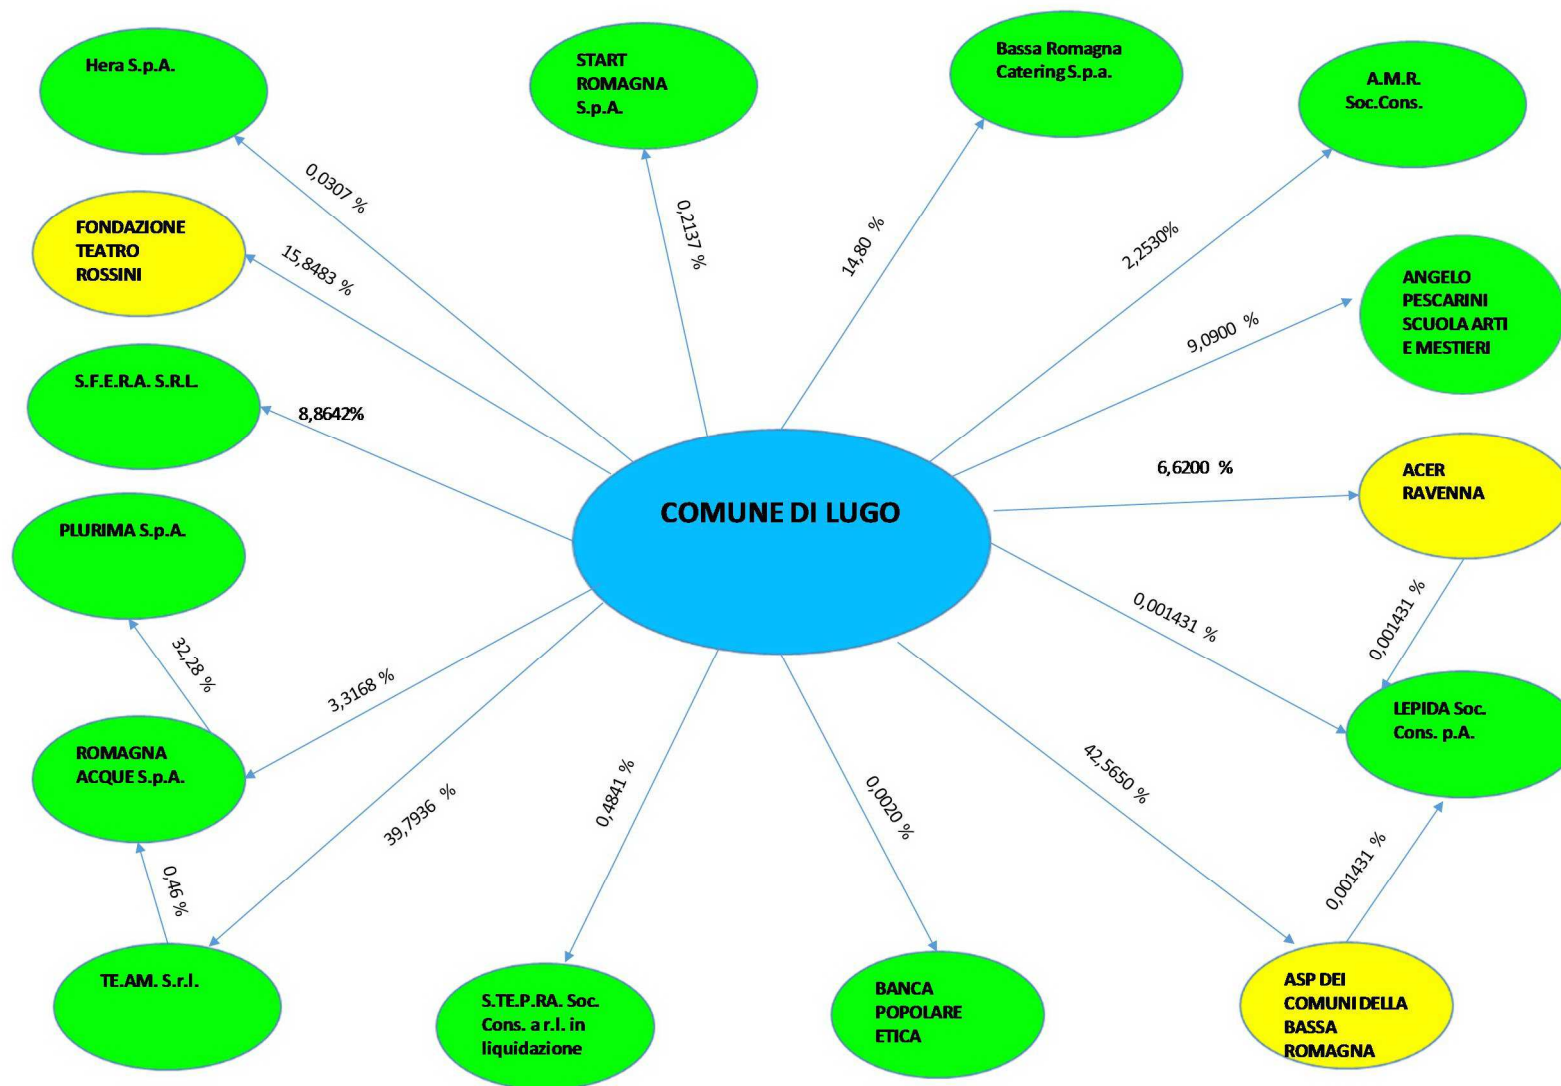 Hera S.p.A.
START
ROMAGNA
S.p.A.
Bassa Romagna
Catering S.p.a.
A.M.R.
Soc.Cons.
0,0307 %
0,2137 %
14,80 %
2,2530%
FONDAZIONE
TEATRO
ROSSINI
15,8483 %
ANGELO
PESCARINI
SCUOLA ARTI
E MESTIERI
9,0900 %
S.F.E.R.A. S.R.L.
8,8642%
6,6200 %
ACER
RAVENNA
COMUNE DI LUGO
PLURIMA S.p.A.
32,28 %
3,3168 %
0,001431 %
0,001431 %
ROMAGNA
ACQUE S.p.A.
LEPIDA Soc.
Cons. p.A.
39,7936 %
0,4841 %
0,0020 %
42,5650 %
0,46 %
0,001431 %
TE.AM. S.r.l.
S.TE.P.RA. Soc.
Cons. a r.l. in
liquidazione
BANCA
POPOLARE
ETICA
ASP DEI
COMUNI DELLA
BASSA
ROMAGNA